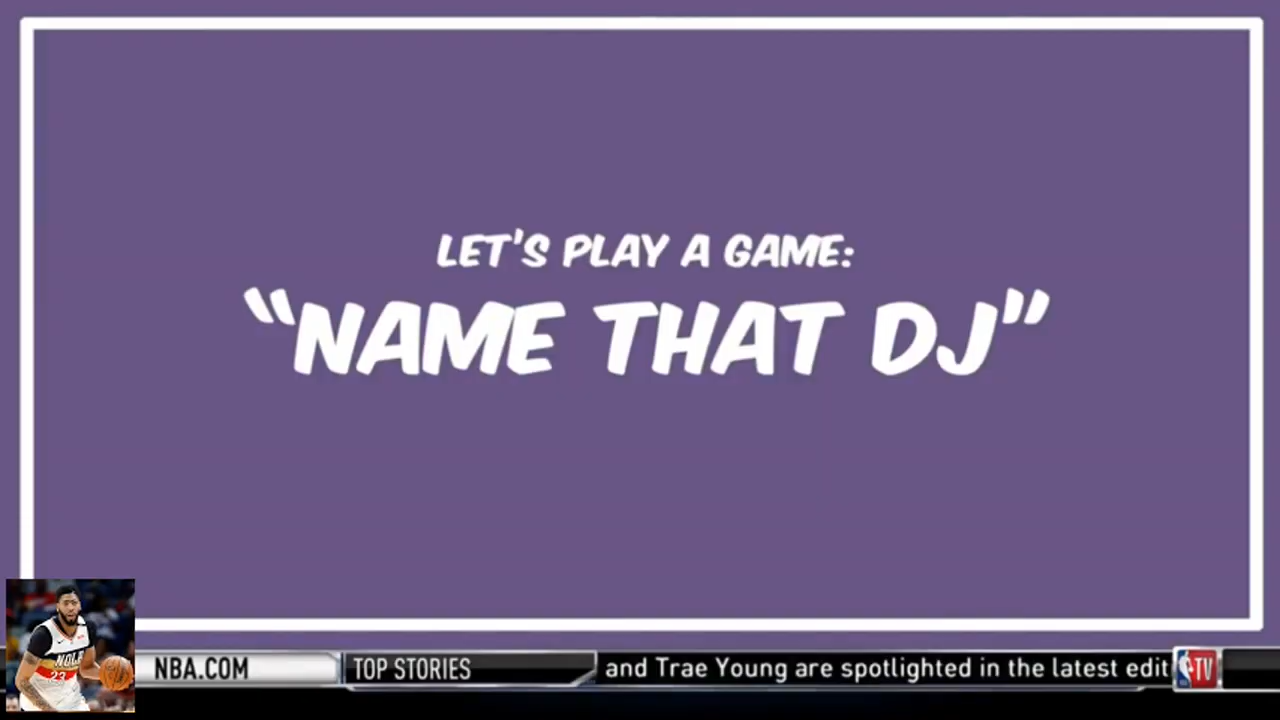 LET'S PLAY A GAME:
"NAME THAT DJ"
NOLA
23
NBA.COM
TOP STORIES
and Trae Young are spotlighted in the latest edit
TV